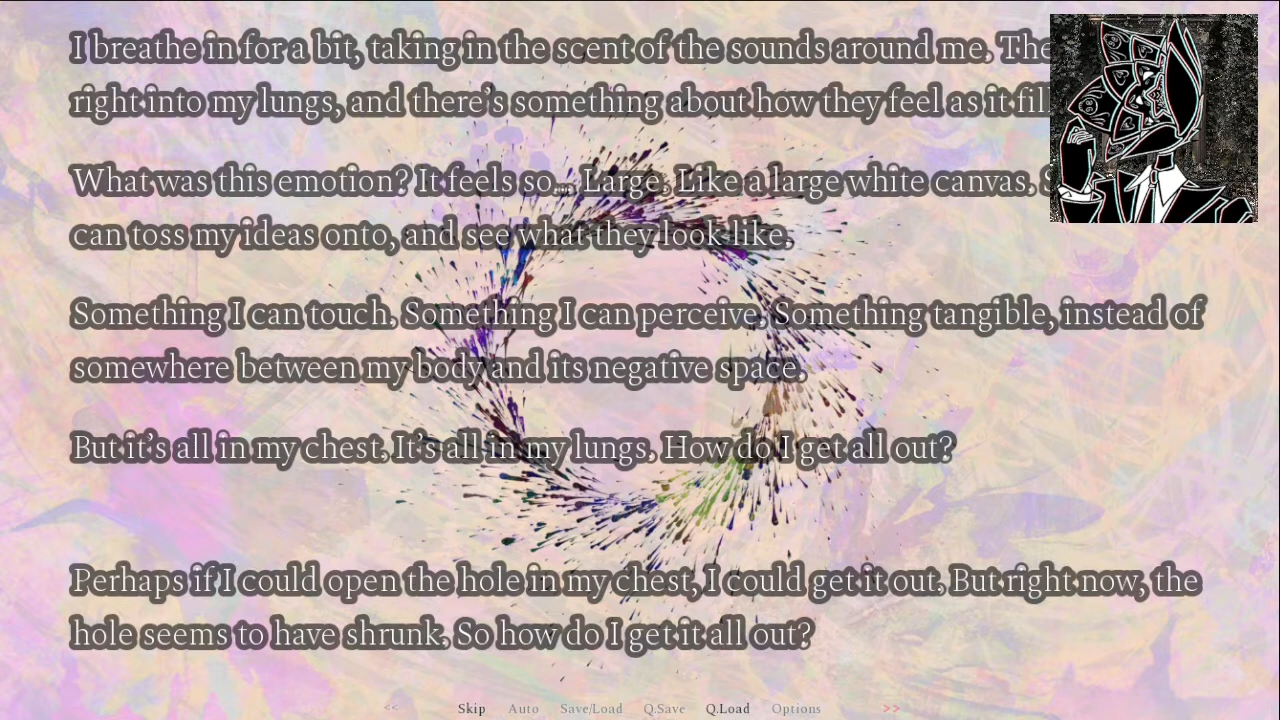 I breathe in for a bit, taking in the scent of the sounds around me. The
right into my lungs, and there's something about how they feel as it fil
What was this emotion? It feels so... Large. Like a large white canvas.
can toss my ideas onto, and see what they look like.
Something I can touch. Something I can perceive. Something tangible, instead of
somewhere between my body and its negative space.
But it's all in my chest. It's all in my lungs. How do I get all out?
Perhaps if I could open the hole in my chest, I could get it out. But right now, the
hole seems to have shrunk. So how do I get it all out?
<< Skip Auto Save/Load Q.Save Q.Load Options >>